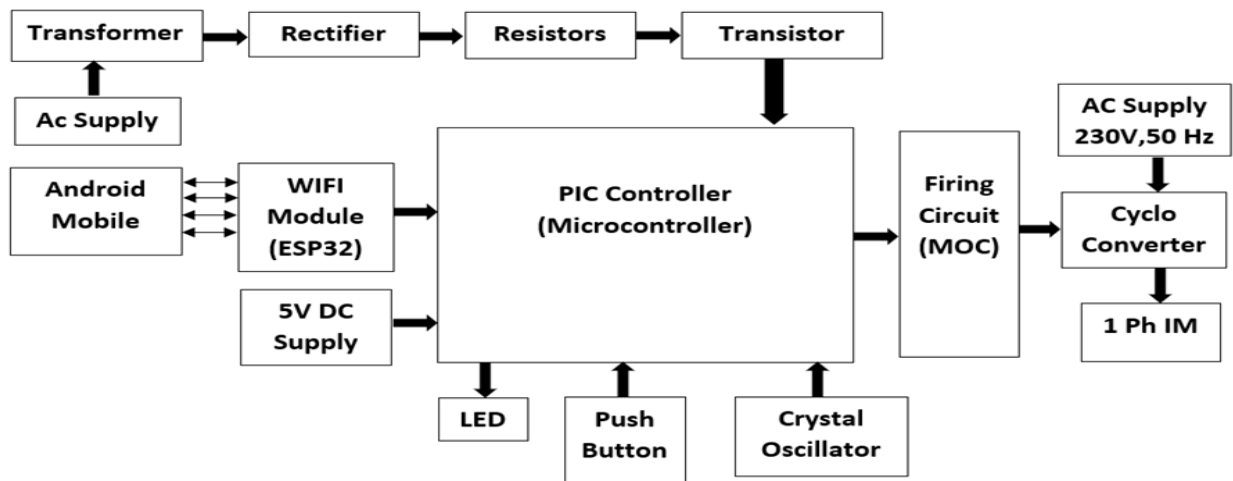 Transformer
Rectifier
Resistors
Transistor
Ac Supply
AC Supply
230V,50 Hz
Android
Mobile
WIFI
Module
(ESP32)
PIC Controller
(Microcontroller)
Firing
Circuit
(MOC)
Cyclo
Converter
5V DC
Supply
1 Ph IM
LED
Push
Button
Crystal
Oscillator